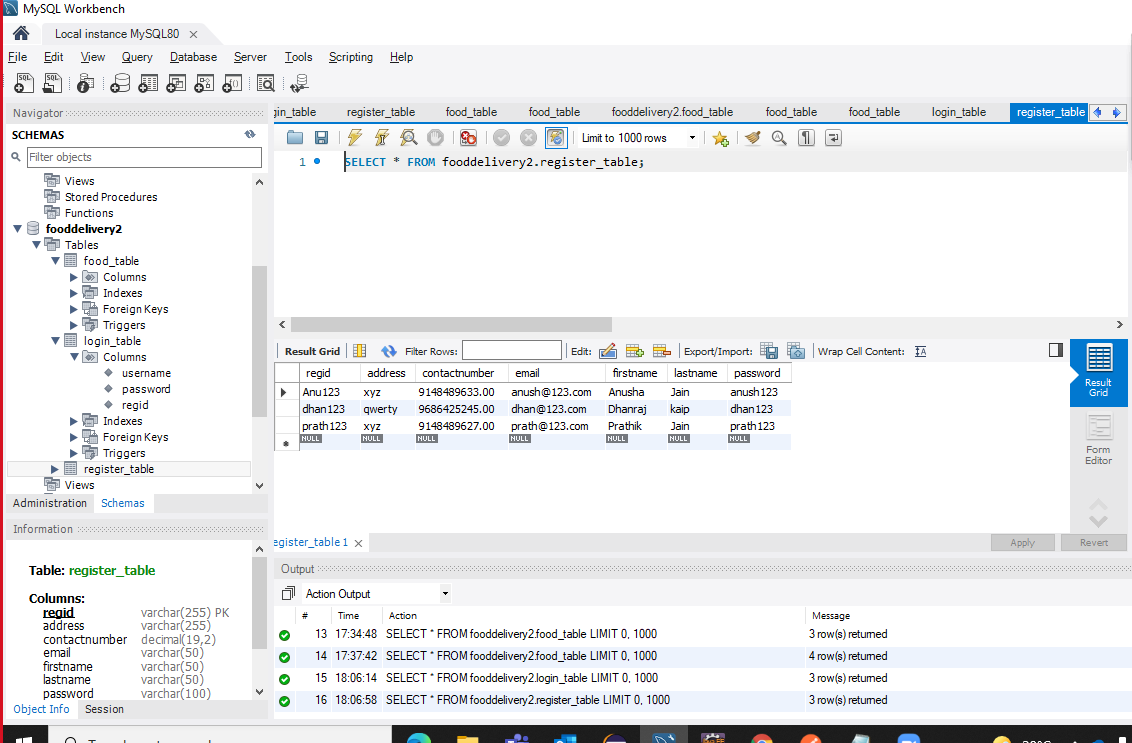 MySQL Workbench
Local instance MySQL80
File Edit View Query Database Server Tools Scripting Help
Navigator
SCHEMAS
Filter objects
Views
Stored Procedures
Functions
fooddelivery2
Tables
food_table
Columns
Indexes
Foreign Keys
Triggers
login_table
Columns
username
password
regid
Indexes
Foreign Keys
Triggers
register_table
Views
Administration Schemas
Information
Table: register_table
Columns:
regid varchar(255) PK
address varchar(255)
contactnumber decimal(19,2)
email varchar(50)
firstname varchar(50)
lastname varchar(50)
password varchar(100)
Object Info Session
gin_table register_table food_table food_table fooddelivery2.food_table food_table food_table login_table register_table
Limit to 1000 rows
1 SELECT * FROM fooddelivery2.register_table;
Result Grid Filter Rows: Edit: Export/Import: Wrap Cell Content:
regid address contactnumber email firstname lastname password
Anu123 xyz 9148489633.00 anush@123.com Anusha Jain anush123
dhan123 qwerty 9686425245.00 dhan@123.com Dhanraj kaip dhan123
prath123 xyz 9148489627.00 prath@123.com Prathik Jain prath123
NULL NULL NULL NULL NULL NULL NULL
Result
Grid
Form
Editor
egister_table 1
Apply Revert
Output
Action Output
# Time Action Message
13 17:34:48 SELECT * FROM fooddelivery2.food_table LIMIT 0, 1000 3 row(s) returned
14 17:37:42 SELECT * FROM fooddelivery2.food_table LIMIT 0, 1000 4 row(s) returned
15 18:06:14 SELECT * FROM fooddelivery2.login_table LIMIT 0, 1000 3 row(s) returned
16 18:06:58 SELECT * FROM fooddelivery2.register_table LIMIT 0, 1000 3 row(s) returned